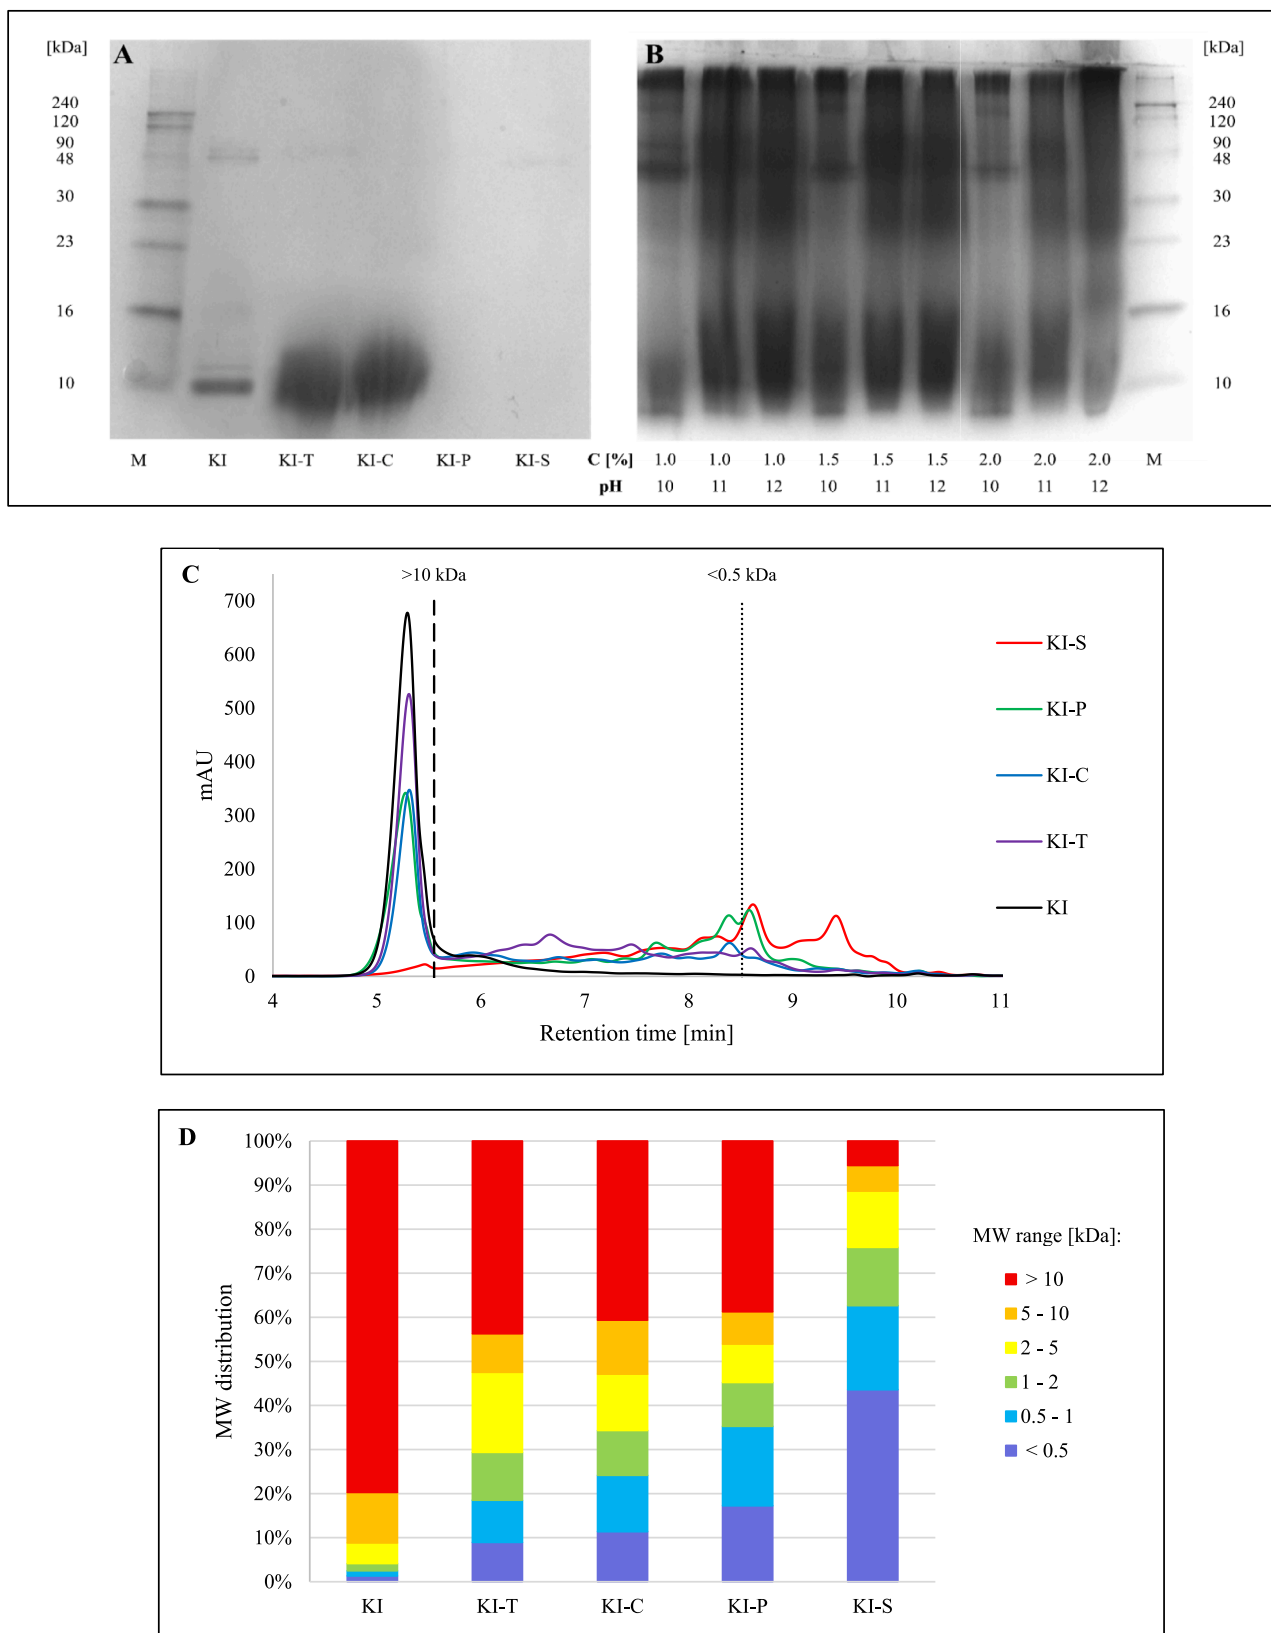 A
[kDa]
240
120
90
48
30
23
16
10
M KI KI-T KI-C KI-P KI-S
B
[kDa]
240
120
90
48
30
23
16
10
C [%] 1.0 1.0 1.0 1.5 1.5 1.5 2.0 2.0 2.0 M
pH 10 11 12 10 11 12 10 11 12
C
>10 kDa <0.5 kDa
700
600
500
400
300
200
100
0
mAU
4 5 6 7 8 9 10 11
Retention time [min]
KI-S
KI-P
KI-C
KI-T
KI
D
100%
90%
80%
70%
60%
50%
40%
30%
20%
10%
0%
MW distribution
KI KI-T KI-C KI-P KI-S
MW range [kDa]:
> 10
5 - 10
2 - 5
1 - 2
0.5 - 1
< 0.5